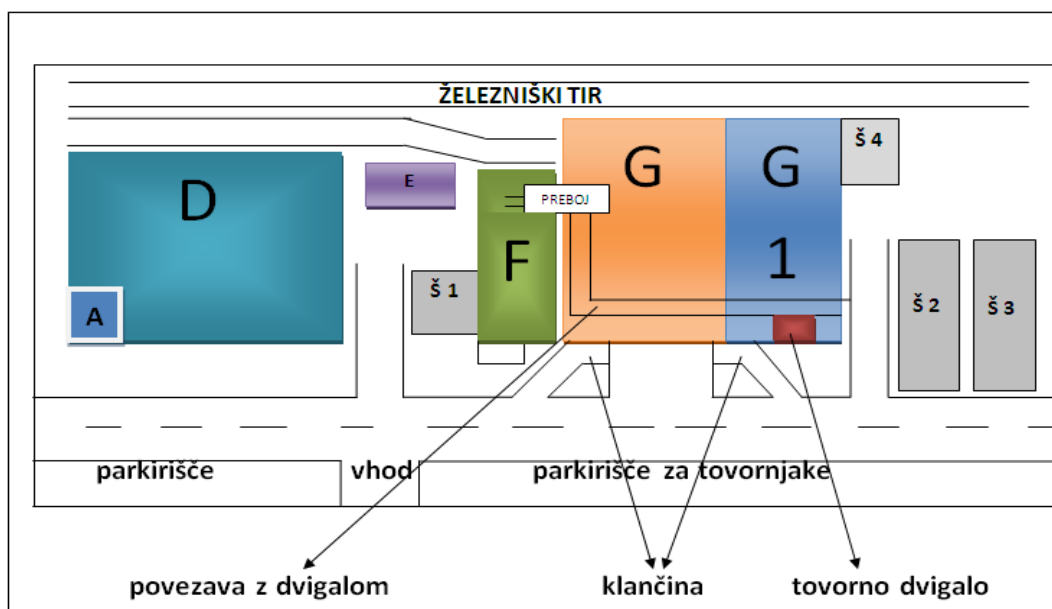 ŽELEZNIŠKI TIR
D
E
G
G
Š 4
PREBOJ
F
1
A
Š 1
Š 2
Š 3
parkirišče
vhod
parkirišče za tovornjake
povezava z dvigalom
klančina
tovorno dvigalo